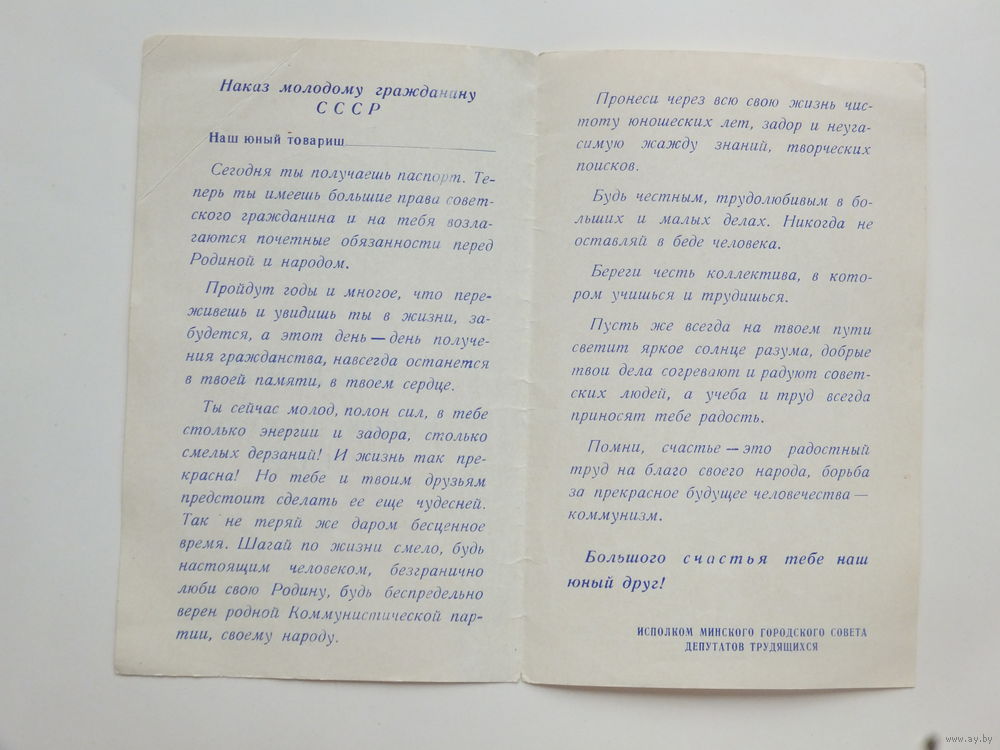 Наказ молодому гражданину
СССР
Наш юный товариш
Сегодня ты получаешь паспорт. Те-
перь ты имеешь большие права совет-
ского гражданина и на тебя возла-
гаются почетные обязанности перед
Родиной и народом.
Пройдут годы и многое, что пере-
живешь и увидишь ты в жизни, за-
будется, а этот день — день получе-
ния гражданства, навсегда останется
в твоей памяти, в твоем сердце.
Ты сейчас молод, полон сил, в тебе
столько энергии и задора, столько
смелых дерзаний! И жизнь так пре-
красна! Но тебе и твоим друзьям
предстоит сделать ее еще чудесней.
Так не теряй же даром бесценное
время. Шагай по жизни смело, будь
настоящим человеком, безгранично
люби свою Родину, будь беспредельно
верен родной Коммунистической пар-
тии, своему народу.
Пронеси через всю свою жизнь чис-
тоту юношеских лет, задор и неуга-
симую жажду знаний, творческих
поисков.
Будь честным, трудолюбивым в бо-
льших и малых делах. Никогда не
оставляй в беде человека.
Береги честь коллектива, в кото-
ром учишься и трудишься.
Пусть же всегда на твоем пути
светит яркое солнце разума, добрые
твои дела согревают и радуют совет-
ских людей, а учеба и труд всегда
приносят тебе радость.
Помни, счастье — это радостный
труд на благо своего народа, борьба
за прекрасное будущее человечества —
коммунизм.
Большого счастья тебе наш
юный друг!
ИСПОЛКОМ МИНСКОГО ГОРОДСКОГО СОВЕТА
ДЕПУТАТОВ ТРУДЯЩИХСЯ
www.ay.by